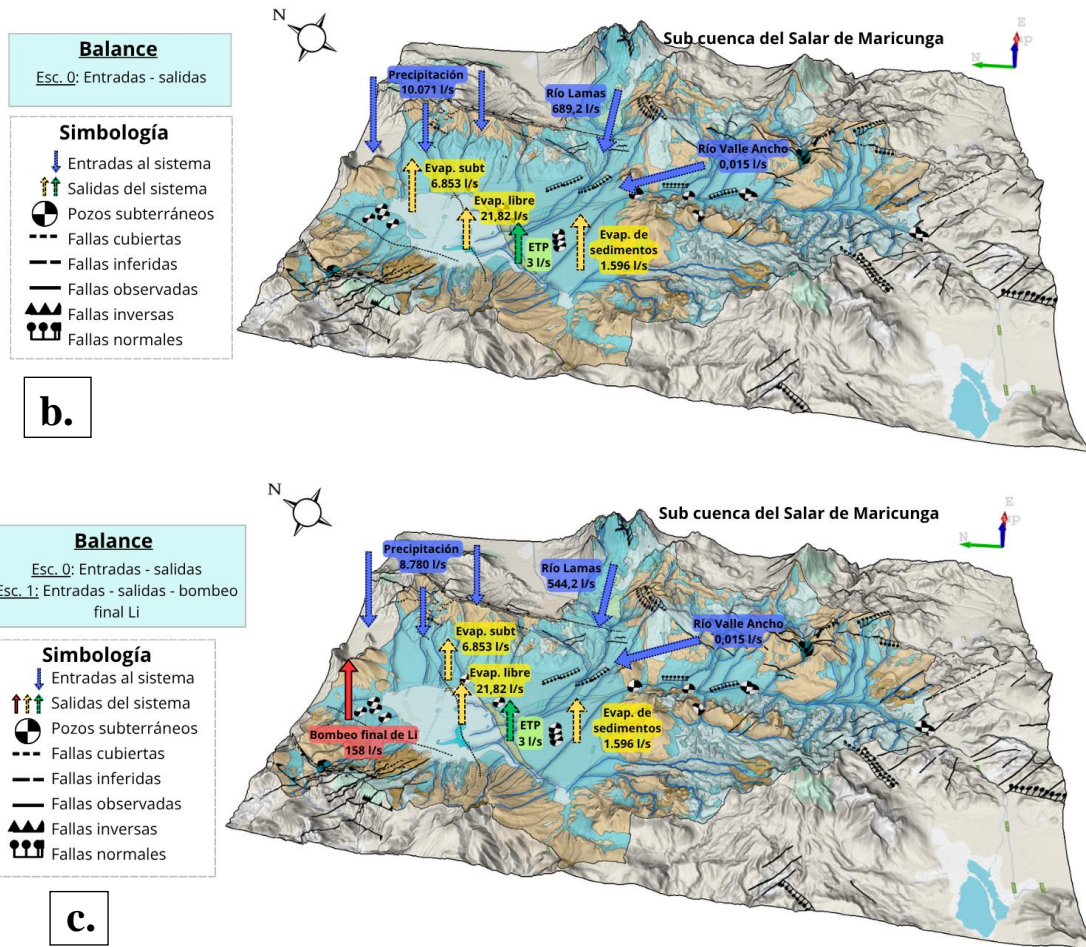 N
Sub cuenca del Salar de Maricunga
E
N
Balance
Esc. 0: Entradas - salidas
Simbología
Entradas al sistema
Salidas del sistema
Pozos subterráneos
Fallas cubiertas
Fallas inferidas
Fallas observadas
Fallas inversas
Fallas normales
Precipitación
10.071 l/s
Río Lamas
689,2 l/s
Río Valle Ancho
0,015 l/s
Evap. subt
6.853 l/s
Evap. libre
21,82 l/s
ETP
3 l/s
Evap. de
sedimentos
1.596 l/s
b.
N
Sub cuenca del Salar de Maricunga
E
N
Balance
Esc. 0: Entradas - salidas
Esc. 1: Entradas - salidas - bombeo
final Li
Simbología
Entradas al sistema
Salidas del sistema
Pozos subterráneos
Fallas cubiertas
Fallas inferidas
Fallas observadas
Fallas inversas
Fallas normales
Precipitación
8.780 l/s
Río Lamas
544,2 l/s
Río Valle Ancho
0,015 l/s
Evap. subt
6.853 l/s
Evap. libre
21,82 l/s
ETP
3 l/s
Evap. de
sedimentos
1.596 l/s
Bombeo final de Li
158 l/s
c.